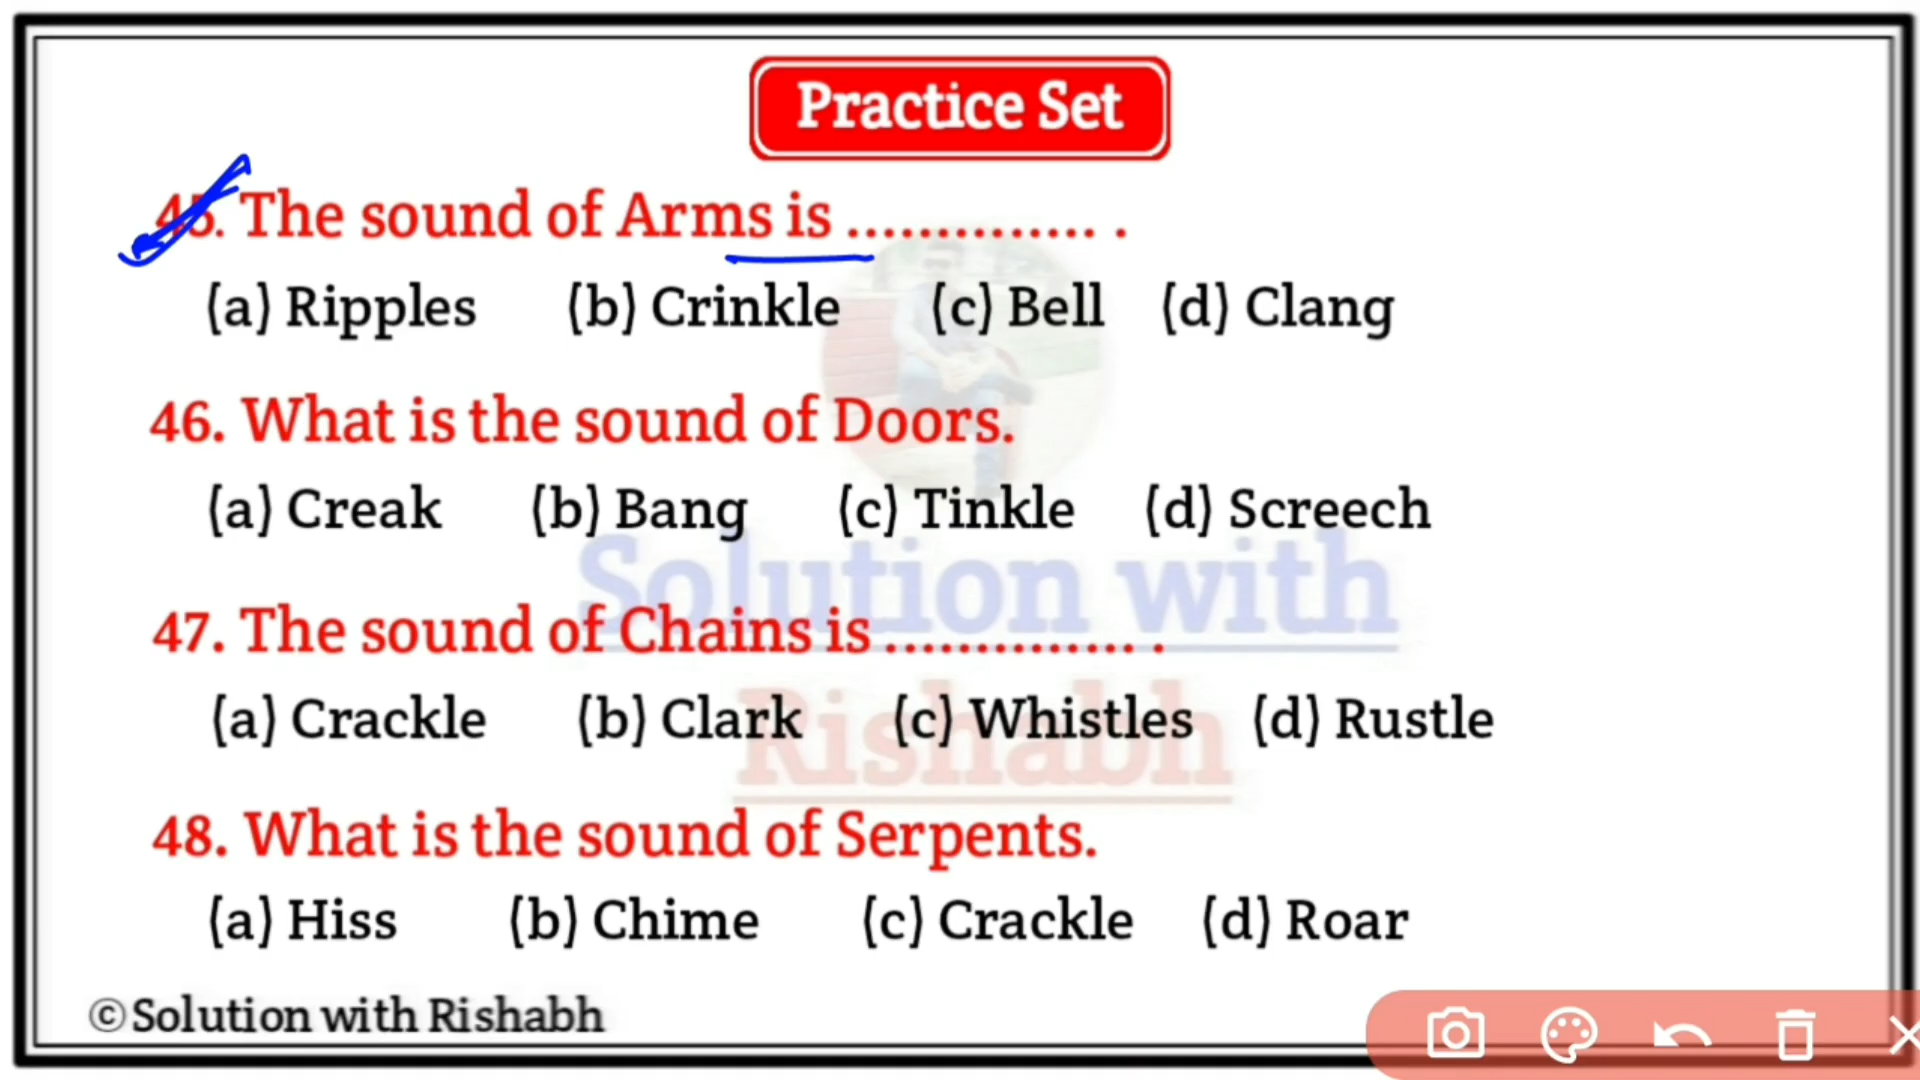 Practice Set
45. The sound of Arms is .............. .
(a) Ripples (b) Crinkle (c) Bell (d) Clang
46. What is the sound of Doors.
(a) Creak (b) Bang (c) Tinkle (d) Screech
Solution with
47. The sound of Chains is .............. .
(a) Crackle (b) Clark (c) Whistles (d) Rustle
Rishabh
48. What is the sound of Serpents.
(a) Hiss (b) Chime (c) Crackle (d) Roar
©Solution with Rishabh